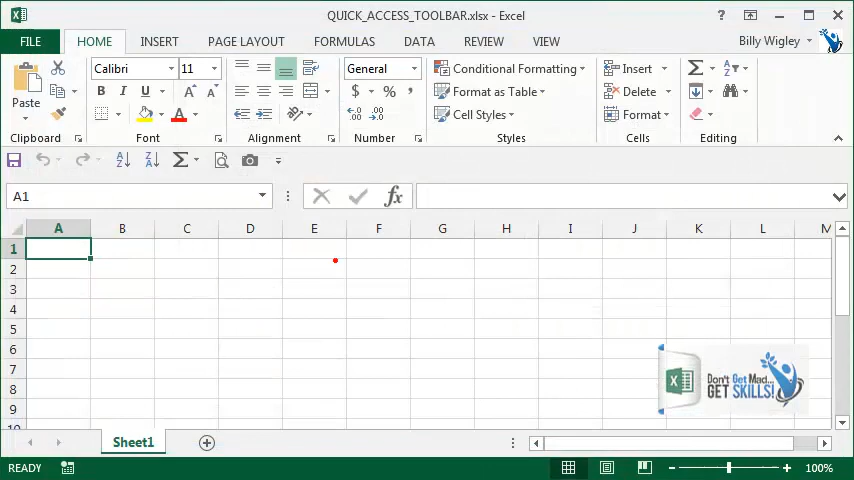 QUICK_ACCESS_TOOLBAR.xlsx - Excel
FILE HOME INSERT PAGE LAYOUT FORMULAS DATA REVIEW VIEW Billy Wigley
Calibri 11 General Conditional Formatting Insert
Paste B I U $ % , Format as Table Delete
Cell Styles Format
Clipboard Font Alignment Number Styles Cells Editing
A1 fx
A B C D E F G H I J K L M
1
2
3
4
5
6
7
8
9
10
Don't Get Mad...
GET SKILLS!
Sheet1
READY 100%